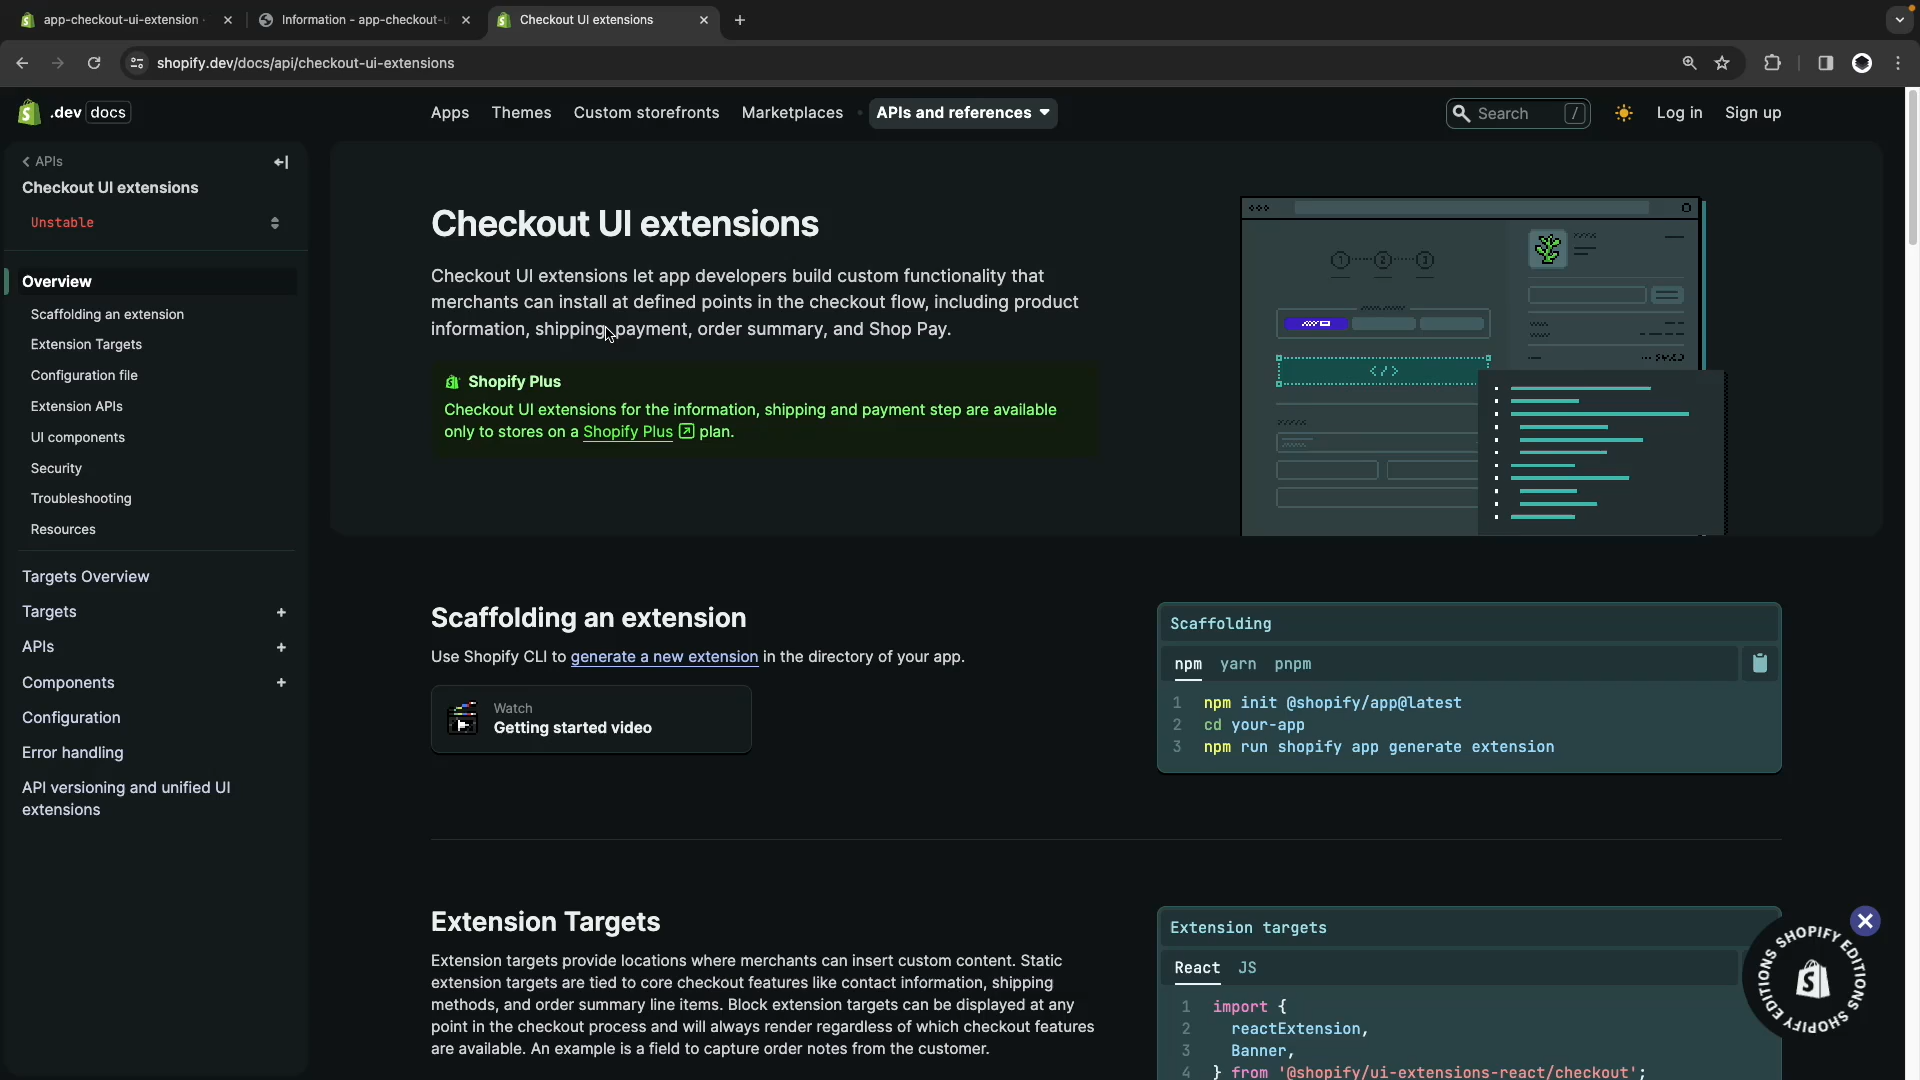 app-checkout-ui-extension
Information - app-checkout-u
Checkout UI extensions
shopify.dev/docs/api/checkout-ui-extensions
.dev docs
Apps
Themes
Custom storefronts
Marketplaces
APIs and references
Search /
Log in
Sign up
APIs
Checkout UI extensions
Unstable
Overview
Scaffolding an extension
Extension Targets
Configuration file
Extension APIs
UI components
Security
Troubleshooting
Resources
Targets Overview
Targets +
APIs +
Components +
Configuration
Error handling
API versioning and unified UI
extensions
Checkout UI extensions
Checkout UI extensions let app developers build custom functionality that
merchants can install at defined points in the checkout flow, including product
information, shipping, payment, order summary, and Shop Pay.
Shopify Plus
Checkout UI extensions for the information, shipping and payment step are available
only to stores on a Shopify Plus plan.
1 2 3
</>
Scaffolding an extension
Use Shopify CLI to generate a new extension in the directory of your app.
Watch
Getting started video
Scaffolding
npm yarn pnpm
1 npm init @shopify/app@latest
2 cd your-app
3 npm run shopify app generate extension
Extension Targets
Extension targets provide locations where merchants can insert custom content. Static
extension targets are tied to core checkout features like contact information, shipping
methods, and order summary line items. Block extension targets can be displayed at any
point in the checkout process and will always render regardless of which checkout features
are available. An example is a field to capture order notes from the customer.
Extension targets
React JS
1 import {
2 reactExtension,
3 Banner,
4 } from '@shopify/ui-extensions-react/checkout';
SHOPIFY EDITIONS SHOPIFY EDITIONS